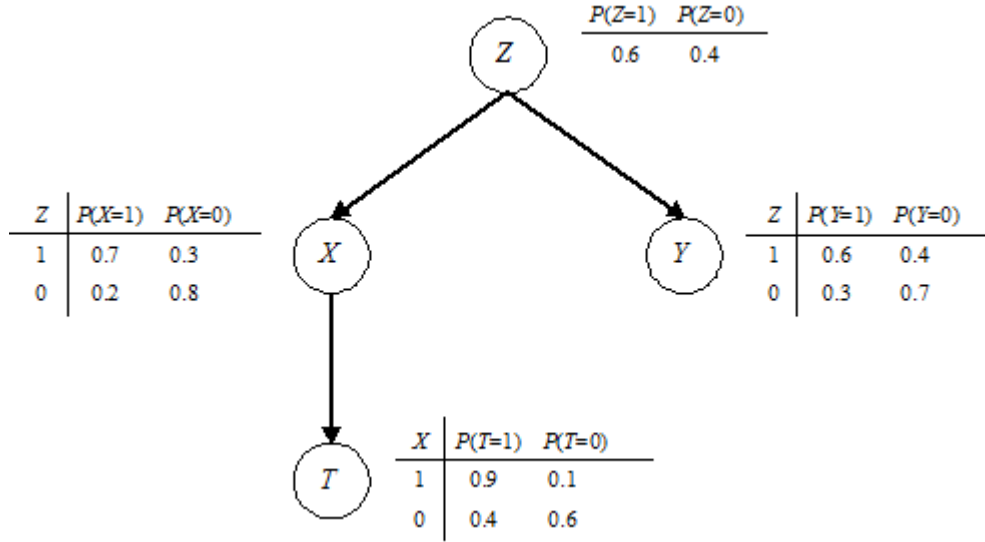 P(Z=1) P(Z=0)
0.6 0.4
Z
Z P(X=1) P(X=0)
1 0.7 0.3
0 0.2 0.8
X
Y
Z P(Y=1) P(Y=0)
1 0.6 0.4
0 0.3 0.7
T
X P(T=1) P(T=0)
1 0.9 0.1
0 0.4 0.6